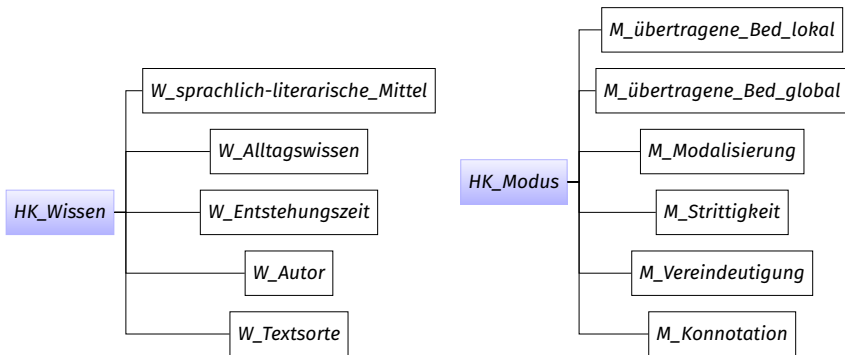 HK_Wissen
W_sprachlich-literarische_Mittel
W_Alltagswissen
W_Entstehungszeit
W_Autor
W_Textsorte
HK_Modus
M_übertragene_Bed_lokal
M_übertragene_Bed_global
M_Modalisierung
M_Strittigkeit
M_Vereindeutigung
M_Konnotation